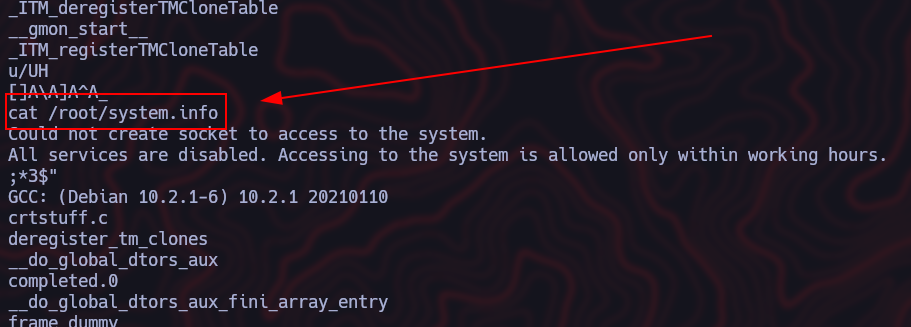 _ITM_deregisterTMCloneTable
__gmon_start__
_ITM_registerTMCloneTable
u/UH
[]A\A]A^A_
cat /root/system.info
Could not create socket to access to the system.
All services are disabled. Accessing to the system is allowed only within working hours.
;*3$"
GCC: (Debian 10.2.1-6) 10.2.1 20210110
crtstuff.c
deregister_tm_clones
__do_global_dtors_aux
completed.0
__do_global_dtors_aux_fini_array_entry
frame_dummy